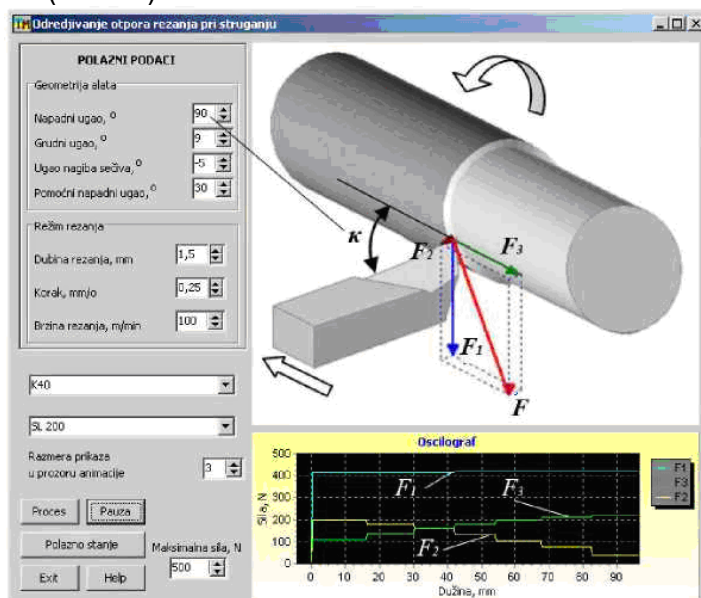 Odredjivanje otpora rezanja pri struganju
POLAZNI PODACI
Geometrija alata
Napadni ugao, °
90
Grudni ugao, °
9
Ugao nagiba sečiva, °
-5
Pomoćni napadni ugao, °
30
Režim rezanja
Dubina rezanja, mm
1,5
Korak, mm/o
0,25
Brzina rezanja, m/min
100
K40
SL 200
Razmera prikaza
u prozoru animacije
3
Proces
Pauza
Polazno stanje
Maksimalna sila, N
Exit
Help
500
κ
F2
F3
F1
F
Oscilograf
Sila, N
500
400
300
200
100
0
F1
F3
F2
0 10 20 30 40 50 60 70 80 90
Dužina, mm
F1
F3
F2